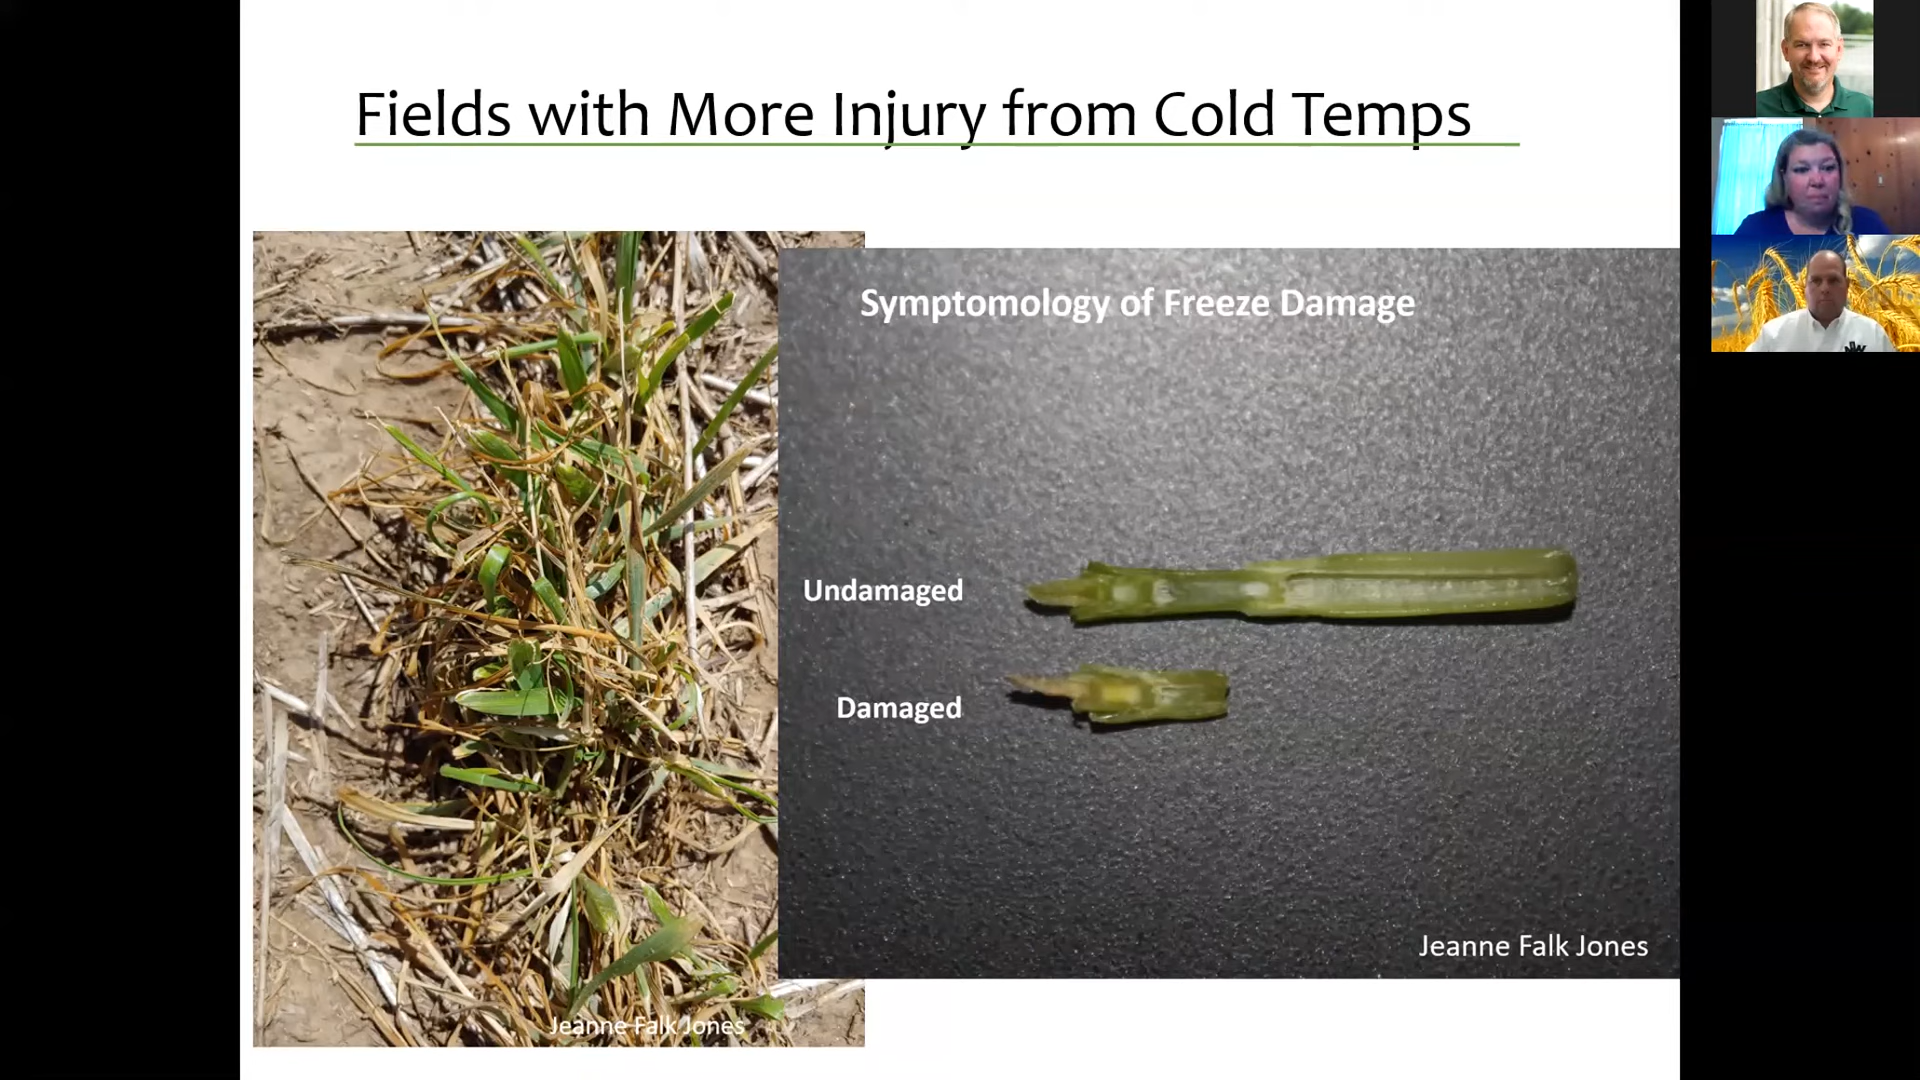 Fields with More Injury from Cold Temps
Symptomology of Freeze Damage
Undamaged
Damaged
Jeanne Falk Jones
Jeanne Falk Jones